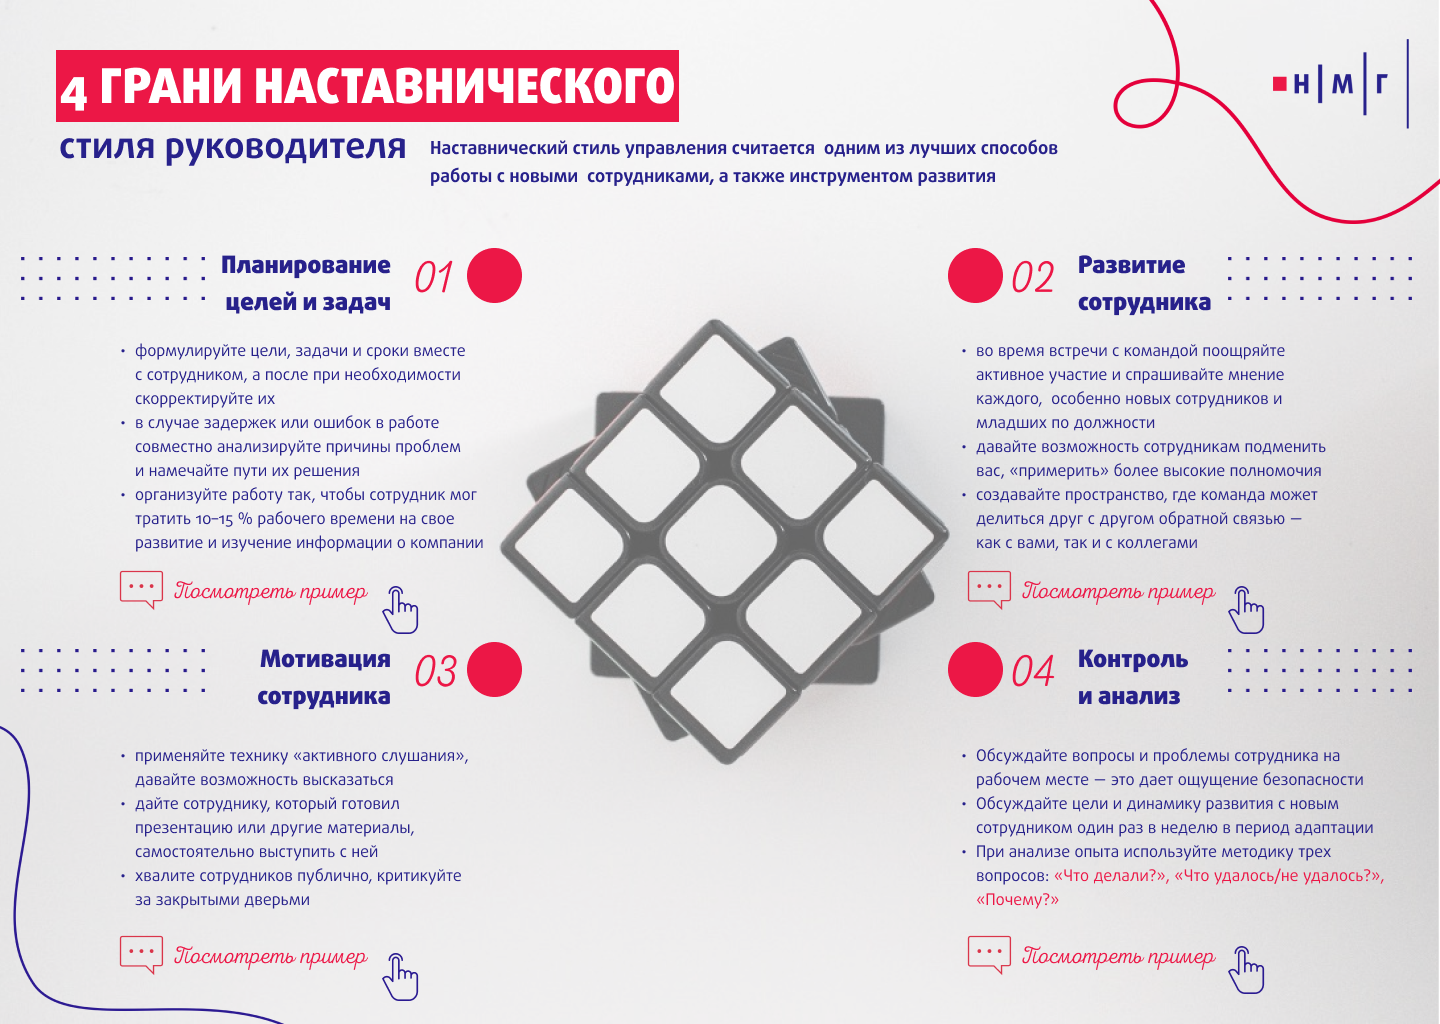 4 ГРАНИ НАСТАВНИЧЕСКОГО
стиля руководителя
Наставнический стиль управления считается одним из лучших способов
работы с новыми сотрудниками, а также инструментом развития
Н|М|Г|
Планирование
целей и задач
01
• формулируйте цели, задачи и сроки вместе
с сотрудником, а после при необходимости
скорректируйте их
• в случае задержек или ошибок в работе
совместно анализируйте причины проблем
и намечайте пути их решения
• организуйте работу так, чтобы сотрудник мог
тратить 10–15 % рабочего времени на свое
развитие и изучение информации о компании
Посмотреть пример
02
Развитие
сотрудника
• во время встречи с командой поощряйте
активное участие и спрашивайте мнение
каждого, особенно новых сотрудников и
младших по должности
• давайте возможность сотрудникам подменить
вас, «примерить» более высокие полномочия
• создавайте пространство, где команда может
делиться друг с другом обратной связью —
как с вами, так и с коллегами
Посмотреть пример
Мотивация
сотрудника
03
• применяйте технику «активного слушания»,
давайте возможность высказаться
• дайте сотруднику, который готовил
презентацию или другие материалы,
самостоятельно выступить с ней
• хвалите сотрудников публично, критикуйте
за закрытыми дверьми
Посмотреть пример
04
Контроль
и анализ
• Обсуждайте вопросы и проблемы сотрудника на
рабочем месте — это дает ощущение безопасности
• Обсуждайте цели и динамику развития с новым
сотрудником один раз в неделю в период адаптации
• При анализе опыта используйте методику трех
вопросов: «Что делали?», «Что удалось/не удалось?»,
«Почему?»
Посмотреть пример